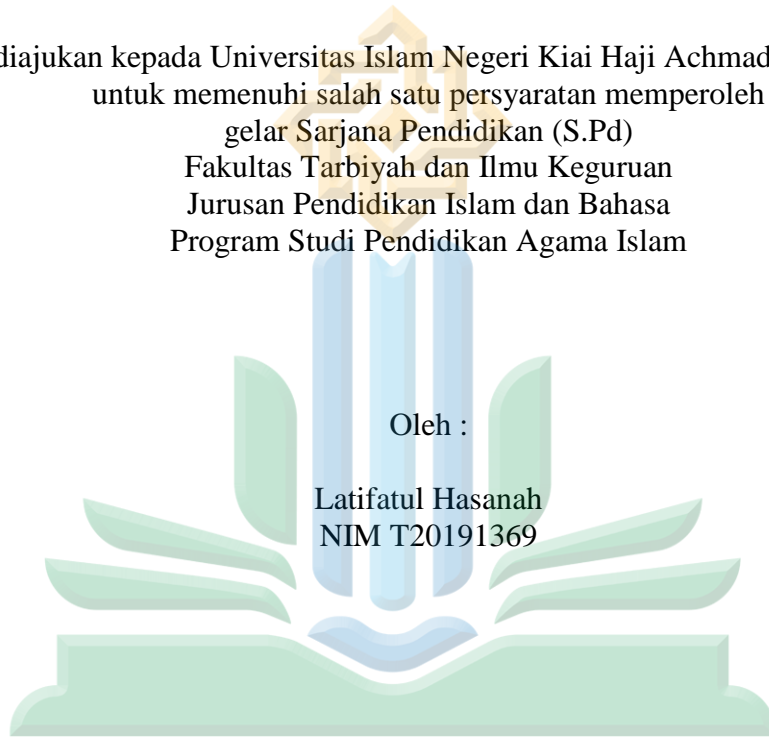 diajukan kepada Universitas Islam Negeri Kiai Haji Achmad
untuk memenuhi salah satu persyaratan memperoleh
gelar Sarjana Pendidikan (S.Pd)
Fakultas Tarbiyah dan Ilmu Keguruan
Jurusan Pendidikan Islam dan Bahasa
Program Studi Pendidikan Agama Islam
Oleh :
Latifatul Hasanah
NIM T20191369